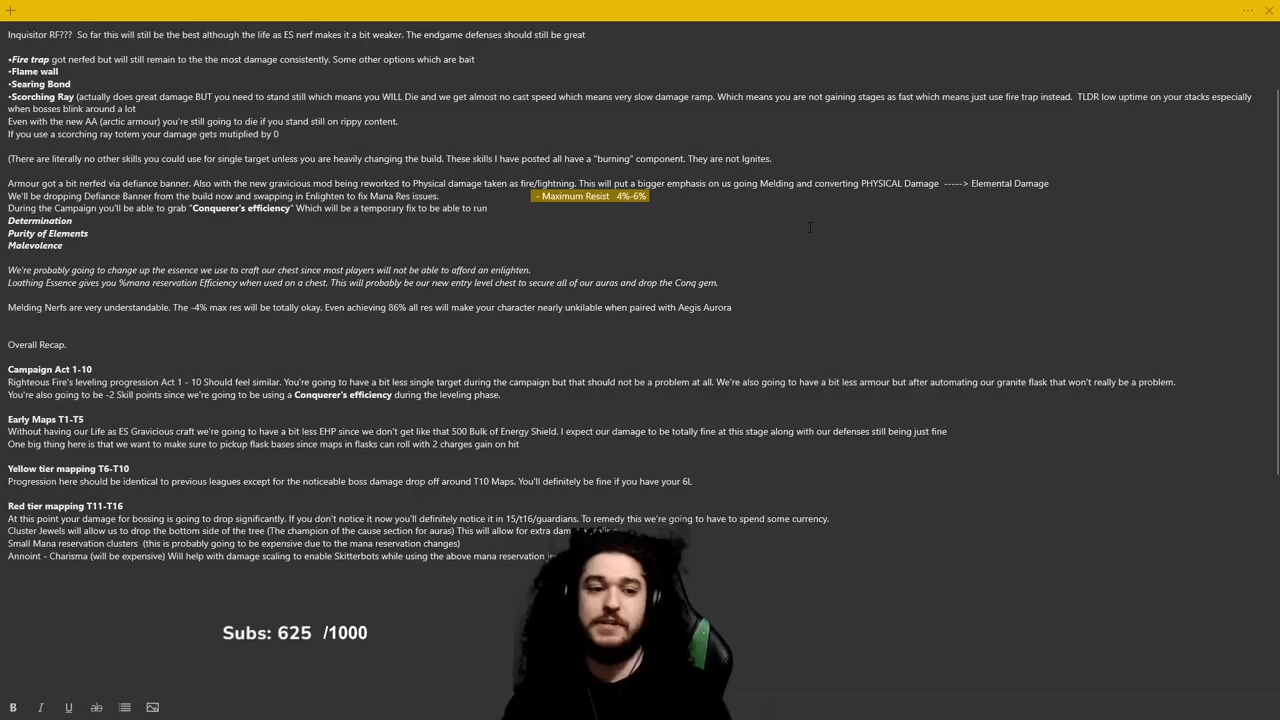 Inquisitor RF???  So far this will still be the best although the life as ES nerf makes it a bit weaker. The endgame defenses should still be great
•Fire trap got nerfed but will still remain to the the most damage consistently. Some other options which are bait
•Flame wall
•Searing Bond
•Scorching Ray (actually does great damage BUT you need to stand still which means you WILL Die and we get almost no cast speed which means very slow damage ramp. Which means you are not gaining stages as fast which means just use fire trap instead.  TLDR low uptime on your stacks especially
when bosses blink around a lot
Even with the new AA (arctic armour) you're still going to die if you stand still on rippy content.
If you use a scorching ray totem your damage gets mutiplied by 0
(There are literally no other skills you could use for single target unless you are heavily changing the build. These skills I have posted all have a "burning" component. They are not Ignites.
Armour got a bit nerfed via defiance banner. Also with the new gravicious mod being reworked to Physical damage taken as fire/lightning. This will put a bigger emphasis on us going Melding and converting PHYSICAL Damage  -----> Elemental Damage
We'll be dropping Defiance Banner from the build now and swapping in Enlighten to fix Mana Res issues.
- Maximum Resist   4%-6%
During the Campaign you'll be able to grab "Conquerer's efficiency" Which will be a temporary fix to be able to run
Determination
Purity of Elements
Malevolence
We're probably going to change up the essence we use to craft our chest since most players will not be able to afford an enlighten.
Loathing Essence gives you %mana reservation Efficiency when used on a chest. This will probably be our new entry level chest to secure all of our auras and drop the Conq gem.
Melding Nerfs are very understandable. The -4% max res will be totally okay. Even achieving 86% all res will make your character nearly unkilable when paired with Aegis Aurora
Overall Recap.
Campaign Act 1-10
Righteous Fire's leveling progression Act 1 - 10 Should feel similar. You're going to have a bit less single target during the campaign but that should not be a problem at all. We're also going to have a bit less armour but after automating our granite flask that won't really be a problem.
You're also going to be -2 Skill points since we're going to be using a Conquerer's efficiency during the leveling phase.
Early Maps T1-T5
Without having our Life as ES Gravicious craft we're going to have a bit less EHP since we don't get like that 500 Bulk of Energy Shield. I expect our damage to be totally fine at this stage along with our defenses still being just fine
One big thing here is that we want to make sure to pickup flask bases since maps in flasks can roll with 2 charges gain on hit
Yellow tier mapping T6-T10
Progression here should be identical to previous leagues except for the noticeable boss damage drop off around T10 Maps. You'll definitely be fine if you have your 6L
Red tier mapping T11-T16
At this point your damage for bossing is going to drop significantly. If you don't notice it now you'll definitely notice it in 15/t16/guardians. To remedy this we're going to have to spend some currency.
Cluster Jewels will allow us to drop the bottom side of the tree (The champion of the cause section for auras) This will allow for extra
Small Mana reservation clusters  (this is probably going to be expensive due to the mana reservation changes)
Annoint - Charisma (will be expensive) Will help with damage scaling to enable Skitterbots while using the above mana reservation
Subs: 625  /1000
B I U ab